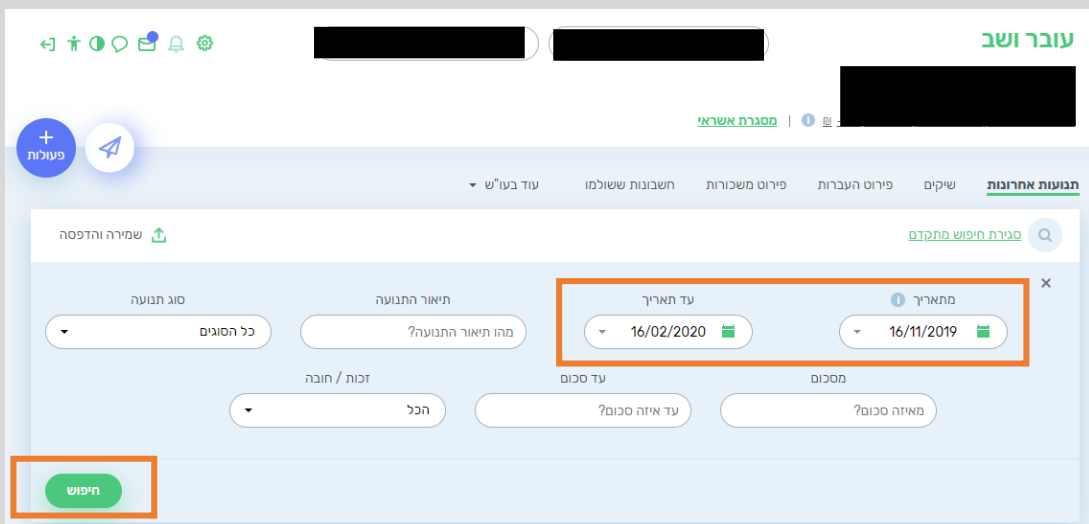 עובר ושב
₪ | מסגרת אשראי
+
פעולות
תנועות אחרונות
שיקים
פירוט העברות
פירוט משכורות
חשבונות ששולמו
עוד בעו"ש
סגירת חיפוש מתקדם
שמירה והדפסה
מתאריך
עד תאריך
תיאור התנועה
סוג תנועה
16/11/2019
16/02/2020
מהו תיאור התנועה?
כל הסוגים
מסכום
עד סכום
זכות / חובה
מאיזה סכום?
עד איזה סכום?
הכל
חיפוש